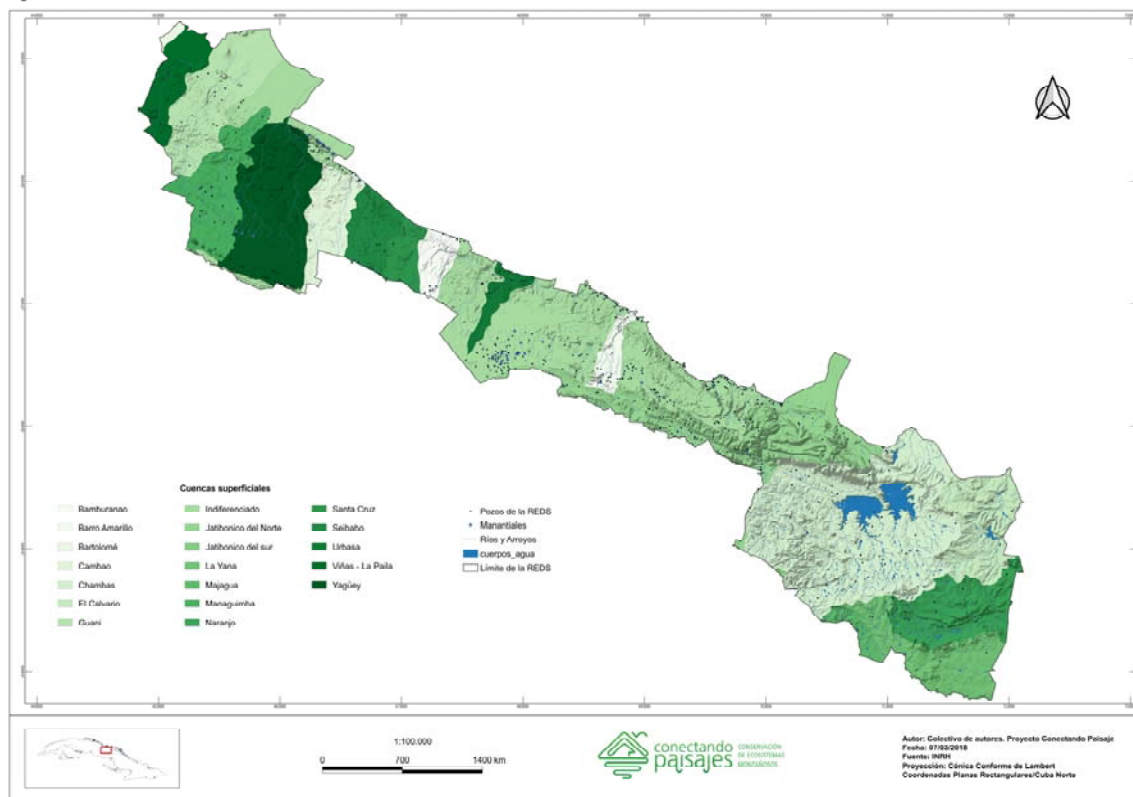 Cuencas superficiales
Bamburanao
Barro Amarillo
Bartolomé
Cambao
Chambas
El Calvario
Guani
Indiferenciado
Jatibonico del Norte
Jatibonico del sur
La Yana
Majagua
Managuimba
Naranjo
Santa Cruz
Seibabo
Urbasa
Viñas - La Paila
Yagüey
Pozos de la REDS
Manantiales
Ríos y Arroyos
cuerpos_agua
Límite de la REDS
1:100.000
0 700 1400 km
conectando
paisajes
CONSERVACIÓN
DE ECOSISTEMAS
MONTAÑOSOS
Autor: Colectivo de autores. Proyecto Conectando Paisaje
Fecha: 07/03/2018
Fuente: INRH
Proyección: Cónica Conforme de Lambert
Coordenadas Planas Rectangulares/Cuba Norte